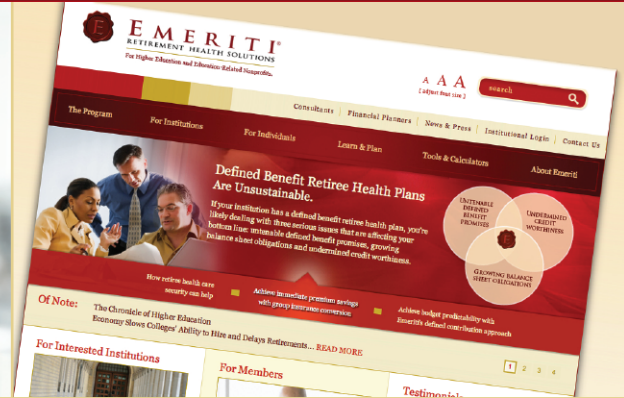 E
EMERITI®
RETIREMENT HEALTH SOLUTIONS
For Higher Education and Education-Related Nonprofits.
A A A
[ adjust font size ]
search
Consultants | Financial Planners | News & Press | Institutional Login | Contact Us
The Program For Institutions For Individuals Learn & Plan Tools & Calculators About Emeriti
Defined Benefit Retiree Health Plans
Are Unsustainable.
If your institution has a defined benefit retiree health plan, you're
likely dealing with three serious issues that are affecting your
bottom line: untenable defined benefit promises, growing
balance sheet obligations and undermined credit worthiness.
UNTENABLE
DEFINED
BENEFIT
PROMISES
UNDERMINED
CREDIT
WORTHINESS
E
GROWING BALANCE
SHEET OBLIGATIONS
How retiree health care
security can help
Achieve immediate premium savings
with group insurance conversion
Achieve budget predictability with
Emeriti's defined contribution approach
Of Note:
The Chronicle of Higher Education
Economy Slows Colleges' Ability to Hire and Delays Retirements... READ MORE
1 2 3 4
For Interested Institutions
For Members
Testimonials